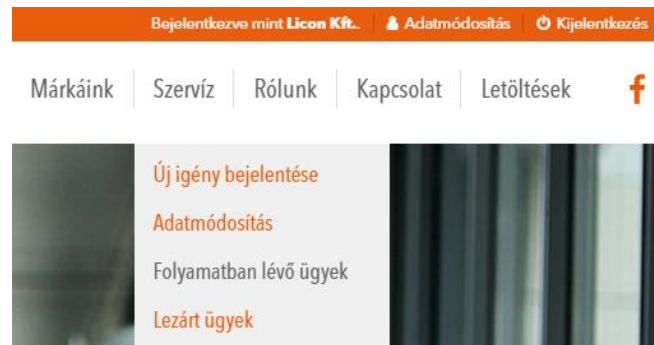 Bejelentkezve mint Licon Kft.. Adatmódosítás Kijelentkezés
Márkáink Szervíz Rólunk Kapcsolat Letöltések f
Új igény bejelentése
Adatmódosítás
Folyamatban lévő ügyek
Lezárt ügyek